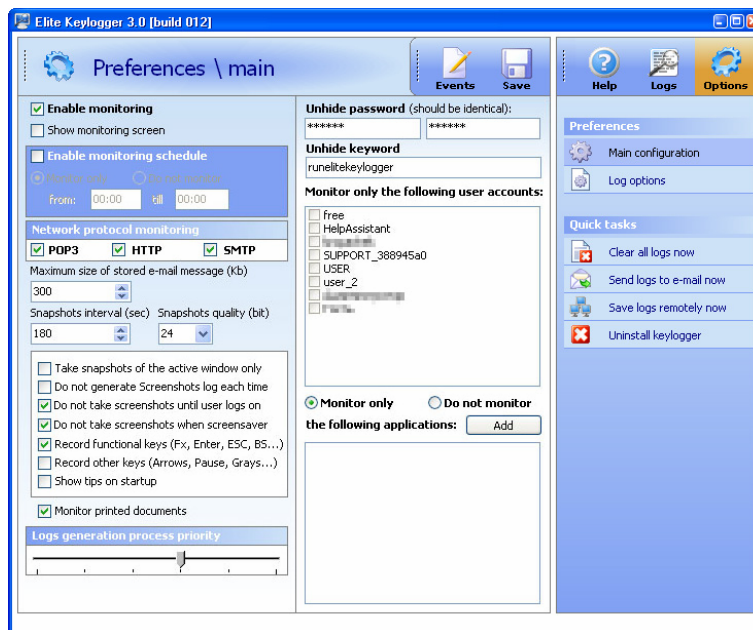 Elite Keylogger 3.0 [build 012]
Preferences \ main
Events
Save
Help
Logs
Options
Enable monitoring
Show monitoring screen
Enable monitoring schedule
from: 00:00 till 00:00
Network protocol monitoring
POP3 HTTP SMTP
Maximum size of stored e-mail message (Kb)
300
Snapshots interval (sec) Snapshots quality (bit)
180 24
Take snapshots of the active window only
Do not generate Screenshots log each time
Do not take screenshots until user logs on
Do not take screenshots when screensaver
Record functional keys (Fx, Enter, ESC, BS...)
Record other keys (Arrows, Pause, Grays...)
Show tips on startup
Monitor printed documents
Logs generation process priority
Unhide password (should be identical):
****** ******
Unhide keyword
runelitekeylogger
Monitor only the following user accounts:
free
HelpAssistant
SUPPORT_388945a0
USER
user_2
Monitor only Do not monitor
the following applications: Add
Preferences
Main configuration
Log options
Quick tasks
Clear all logs now
Send logs to e-mail now
Save logs remotely now
Uninstall keylogger